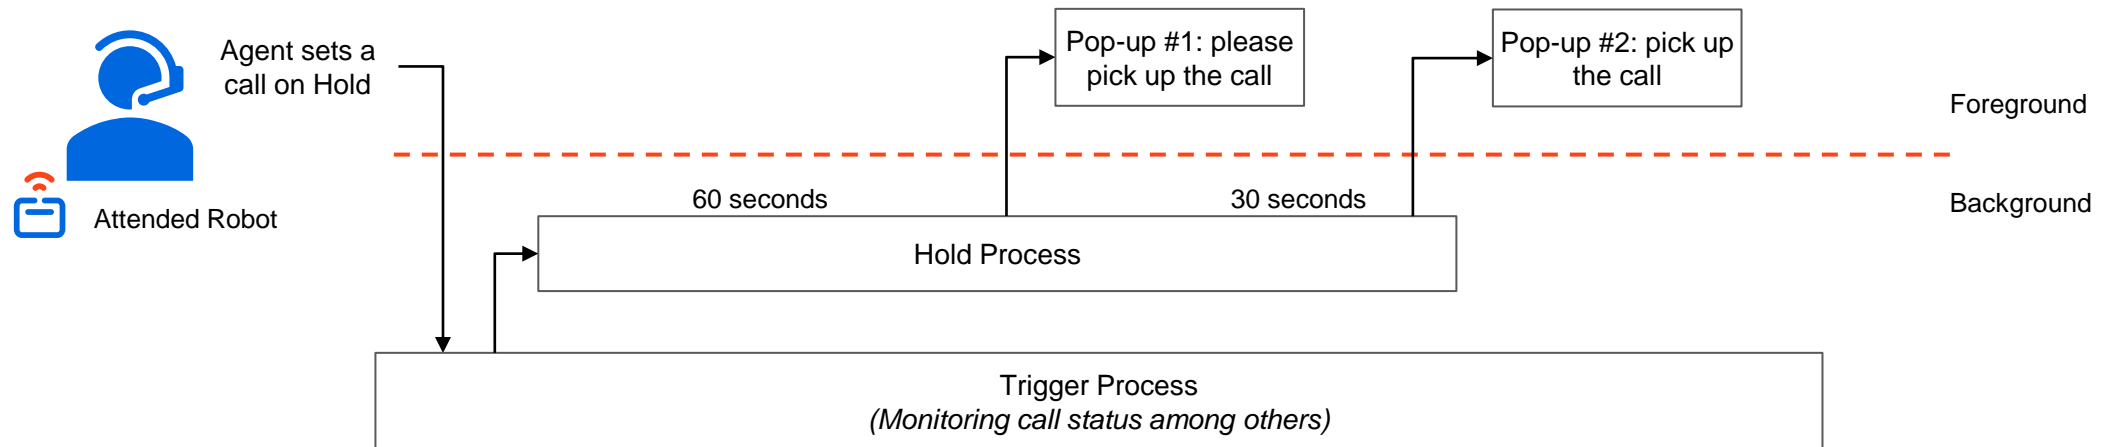 Agent sets a
call on Hold
Pop-up #1: please
pick up the call
Pop-up #2: pick up
the call
Foreground
60 seconds
30 seconds
Background
Attended Robot
Hold Process
Trigger Process
(Monitoring call status among others)